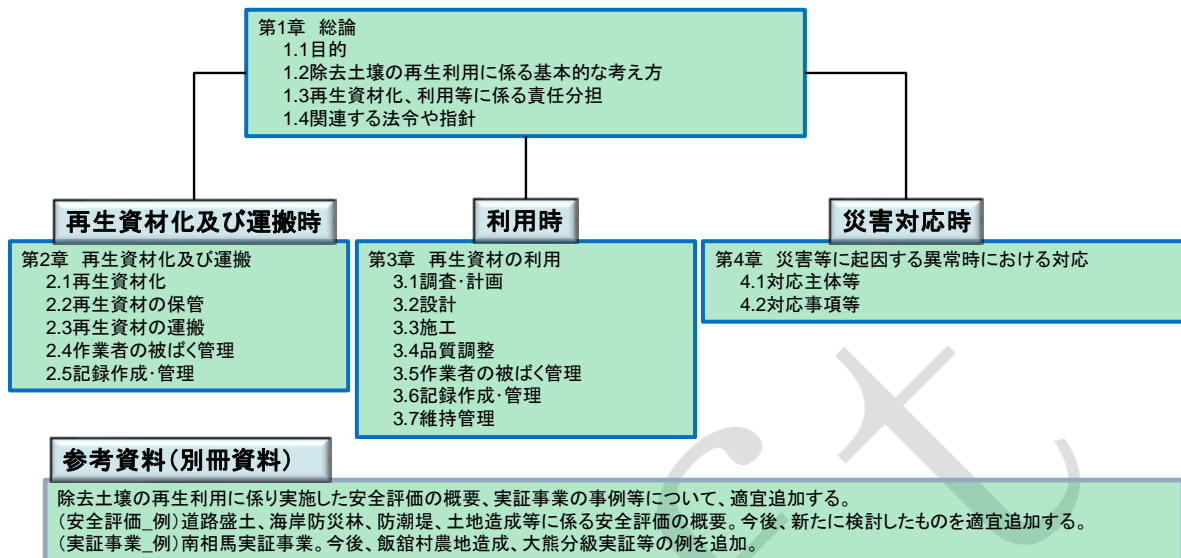 第1章 総論
1.1目的
1.2除去土壌の再生利用に係る基本的な考え方
1.3再生資材化、利用等に係る責任分担
1.4関連する法令や指針
再生資材化及び運搬時
第2章 再生資材化及び運搬
2.1再生資材化
2.2再生資材の保管
2.3再生資材の運搬
2.4作業者の被ばく管理
2.5記録作成・管理
利用時
第3章 再生資材の利用
3.1調査・計画
3.2設計
3.3施工
3.4品質調整
3.5作業者の被ばく管理
3.6記録作成・管理
3.7維持管理
災害対応時
第4章 災害等に起因する異常時における対応
4.1対応主体等
4.2対応事項等
参考資料(別冊資料)
除去土壌の再生利用に係り実施した安全評価の概要、実証事業の事例等について、適宜追加する。
(安全評価_例)道路盛土、海岸防災林、防潮堤、土地造成等に係る安全評価の概要。今後、新たに検討したものを適宜追加する。
(実証事業_例)南相馬実証事業。今後、飯舘村農地造成、大熊分級実証等の例を追加。